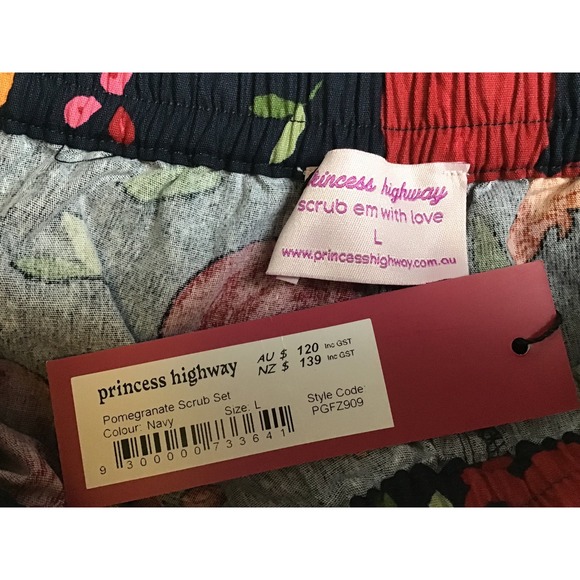 princess highway
scrub em with love
L
www.princesshighway.com.au
princess highway
AU $ 120 Inc GST
NZ $ 139 Inc GST
Pomegranate Scrub Set
Colour: Navy
Size: L
Style Code:
PGFZ909
9 300000 733641